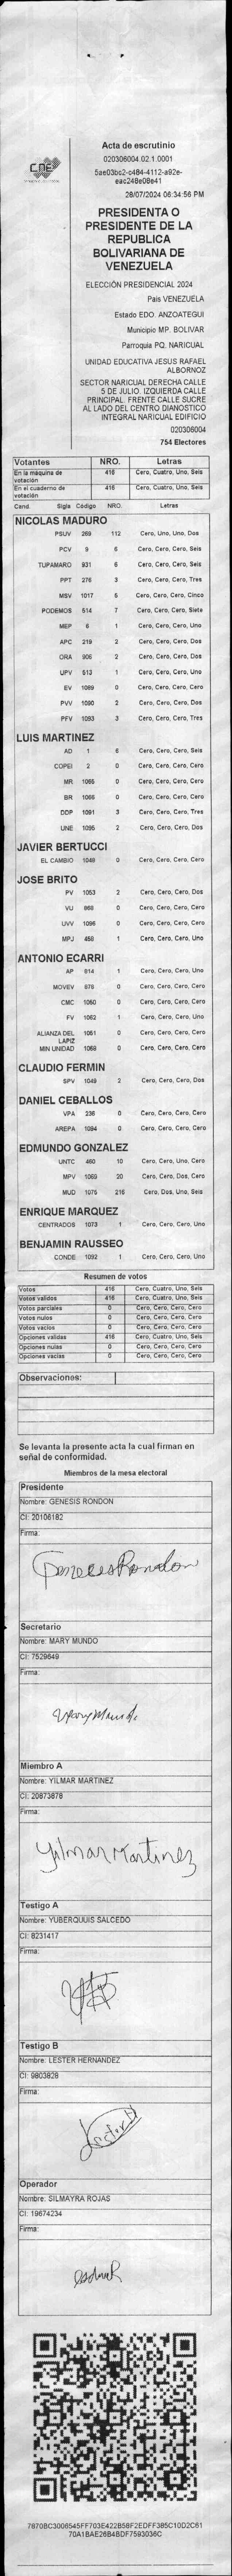 CNE
Acta de escrutinio
020306004.02.1.0001
5ae03bc2-c484-4112-a92e-
eac248e08e41
28/07/2024 06:34:56 PM
PRESIDENTA O
PRESIDENTE DE LA
REPUBLICA
BOLIVARIANA DE
VENEZUELA
ELECCIÓN PRESIDENCIAL 2024
País VENEZUELA
Estado EDO. ANZOATEGUI
Municipio MP. BOLIVAR
Parroquia PQ. NARICUAL
UNIDAD EDUCATIVA JESUS RAFAEL
ALBORNOZ
SECTOR NARICUAL DERECHA CALLE
5 DE JULIO. IZQUIERDA CALLE
PRINCIPAL. FRENTE CALLE SUCRE
AL LADO DEL CENTRO DIANOSTICO
INTEGRAL NARICUAL EDIFICIO
020306004
754 Electores
Votantes NRO. Letras
En la maquina de votación 416 Cero, Cuatro, Uno, Seis
En el cuaderno de votación 416 Cero, Cuatro, Uno, Seis
Cand. Sigla Código NRO. Letras
NICOLAS MADURO
PSUV 269 112 Cero, Uno, Uno, Dos
PCV 9 6 Cero, Cero, Cero, Seis
TUPAMARO 931 6 Cero, Cero, Cero, Seis
PPT 276 3 Cero, Cero, Cero, Tres
MSV 1017 5 Cero, Cero, Cero, Cinco
PODEMOS 514 7 Cero, Cero, Cero, Siete
MEP 6 1 Cero, Cero, Cero, Uno
APC 219 2 Cero, Cero, Cero, Dos
ORA 906 2 Cero, Cero, Cero, Dos
UPV 513 1 Cero, Cero, Cero, Uno
EV 1089 0 Cero, Cero, Cero, Cero
PVV 1090 2 Cero, Cero, Cero, Dos
PFV 1093 3 Cero, Cero, Cero, Tres
LUIS MARTINEZ
AD 1 6 Cero, Cero, Cero, Seis
COPEI 2 0 Cero, Cero, Cero, Cero
MR 1065 0 Cero, Cero, Cero, Cero
BR 1066 0 Cero, Cero, Cero, Cero
DDP 1091 3 Cero, Cero, Cero, Tres
UNE 1095 2 Cero, Cero, Cero, Dos
JAVIER BERTUCCI
EL CAMBIO 1048 0 Cero, Cero, Cero, Cero
JOSE BRITO
PV 1053 2 Cero, Cero, Cero, Dos
VU 868 0 Cero, Cero, Cero, Cero
UVV 1096 0 Cero, Cero, Cero, Cero
MPJ 458 1 Cero, Cero, Cero, Uno
ANTONIO ECARRI
AP 814 1 Cero, Cero, Cero, Uno
MOVEV 878 0 Cero, Cero, Cero, Cero
CMC 1060 0 Cero, Cero, Cero, Cero
FV 1062 1 Cero, Cero, Cero, Uno
ALIANZA DEL LAPIZ 1061 0 Cero, Cero, Cero, Cero
MIN UNIDAD 1068 0 Cero, Cero, Cero, Cero
CLAUDIO FERMIN
SPV 1049 2 Cero, Cero, Cero, Dos
DANIEL CEBALLOS
VPA 236 0 Cero, Cero, Cero, Cero
AREPA 1084 0 Cero, Cero, Cero, Cero
EDMUNDO GONZALEZ
UNTC 460 10 Cero, Cero, Uno, Cero
MPV 1069 20 Cero, Cero, Dos, Cero
MUD 1075 216 Cero, Dos, Uno, Seis
ENRIQUE MARQUEZ
CENTRADOS 1073 1 Cero, Cero, Cero, Uno
BENJAMIN RAUSSEO
CONDE 1092 1 Cero, Cero, Cero, Uno
Resumen de votos
Votos 416 Cero, Cuatro, Uno, Seis
Votos validos 416 Cero, Cuatro, Uno, Seis
Votos parciales 0 Cero, Cero, Cero, Cero
Votos nulos 0 Cero, Cero, Cero, Cero
Votos vacios 0 Cero, Cero, Cero, Cero
Opciones validas 416 Cero, Cuatro, Uno, Seis
Opciones nulas 0 Cero, Cero, Cero, Cero
Opciones vacias 0 Cero, Cero, Cero, Cero
Observaciones:
Se levanta la presente acta la cual firman en
señal de conformidad.
Miembros de la mesa electoral
Presidente
Nombre: GENESIS RONDON
CI: 20106182
Firma:
Genesis Rondon
Secretario
Nombre: MARY MUNDO
CI: 7529649
Firma:
Mary Mundo
Miembro A
Nombre: YILMAR MARTINEZ
CI: 20873878
Firma:
Yilmar Martinez
Testigo A
Nombre: YUBERQUUIS SALCEDO
CI: 8231417
Firma:
Testigo B
Nombre: LESTER HERNANDEZ
CI: 9803828
Firma:
Operador
Nombre: SILMAYRA ROJAS
CI: 19674234
Firma:
7870BC3006545FF703E422B58F2EDFF385C10D2C61
70A1BAE26B4BDF7593036C